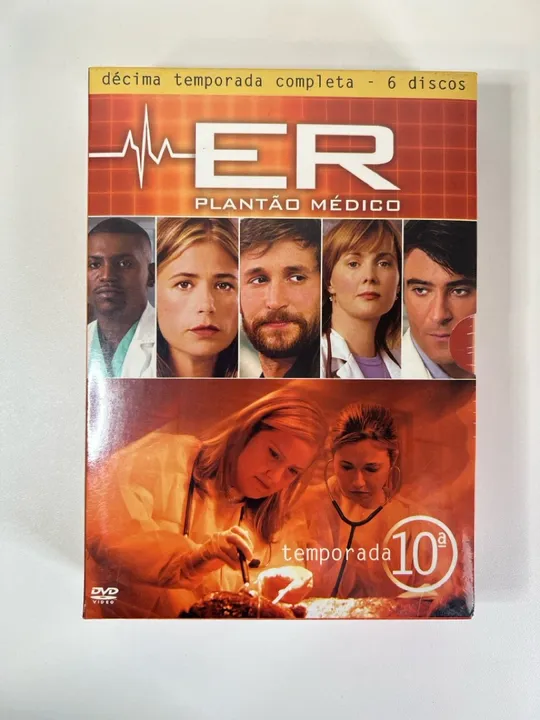 décima temporada completa - 6 discos
ER
PLANTÃO MÉDICO
temporada 10ª
DVD
VIDEO